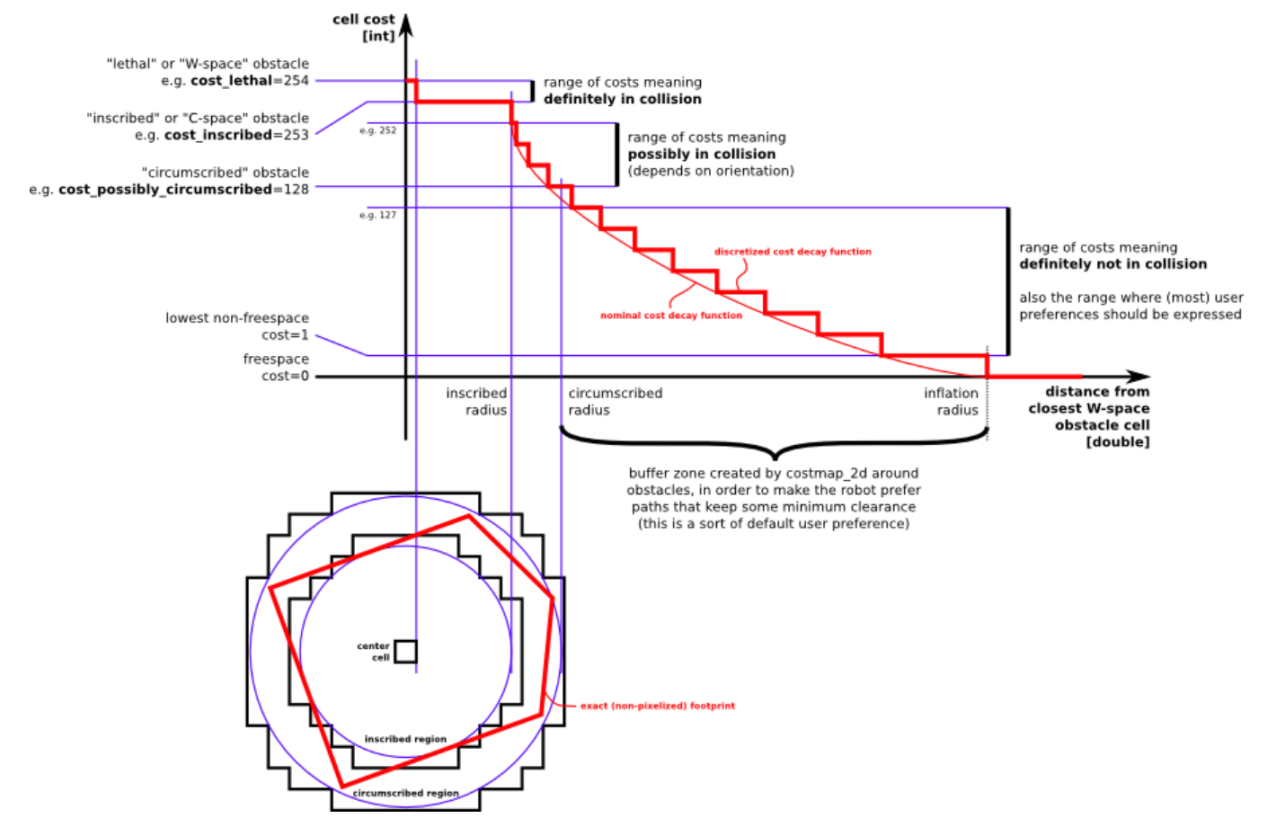 cell cost
[int]
"lethal" or "W-space" obstacle
e.g. cost_lethal=254
range of costs meaning
definitely in collision
"inscribed" or "C-space" obstacle
e.g. cost_inscribed=253
e.g. 252
range of costs meaning
possibly in collision
(depends on orientation)
"circumscribed" obstacle
e.g. cost_possibly_circumscribed=128
e.g. 127
discretized cost decay function
range of costs meaning
definitely not in collision
also the range where (most) user
preferences should be expressed
nominal cost decay function
lowest non-freespace
cost=1
freespace
cost=0
inscribed
radius
circumscribed
radius
inflation
radius
distance from
closest W-space
obstacle cell
[double]
buffer zone created by costmap_2d around
obstacles, in order to make the robot prefer
paths that keep some minimum clearance
(this is a sort of default user preference)
center
cell
exact (non-pixelized) footprint
inscribed region
circumscribed region